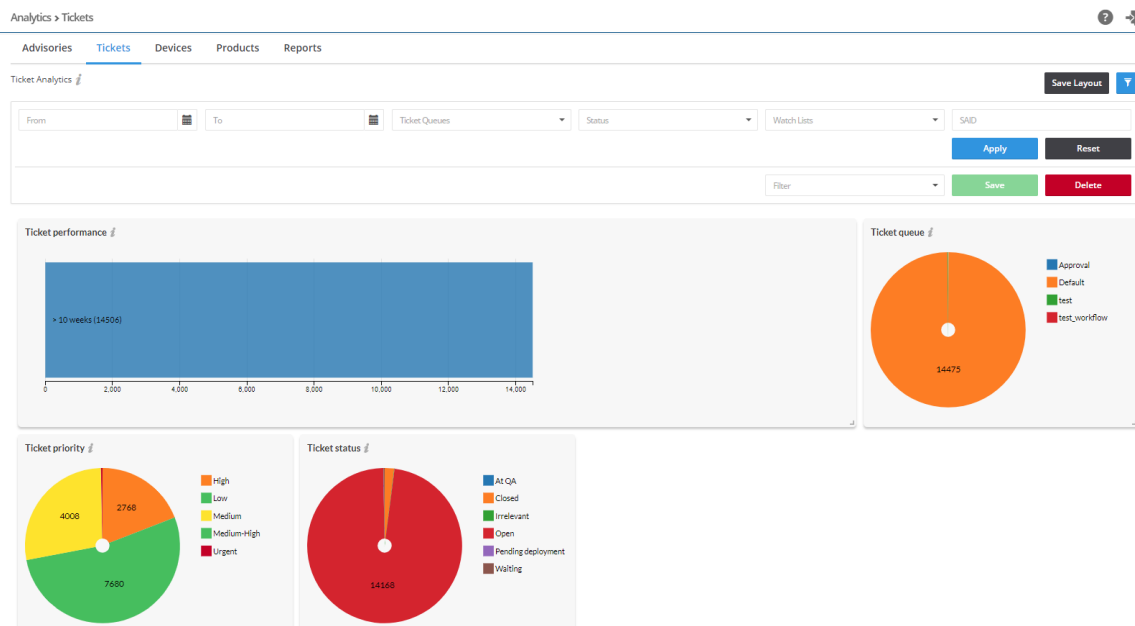 Analytics > Tickets
Advisories Tickets Devices Products Reports
Ticket Analytics
Save Layout
From To Ticket Queues Status Watch Lists SAID
Apply Reset
Filter Save Delete
Ticket performance
> 10 weeks (14506)
0 2,000 4,000 6,000 8,000 10,000 12,000 14,000
Ticket queue
14475
Approval
Default
test
test_workflow
Ticket priority
4008
2768
7680
High
Low
Medium
Medium-High
Urgent
Ticket status
14168
At QA
Closed
Irrelevant
Open
Pending deployment
Waiting